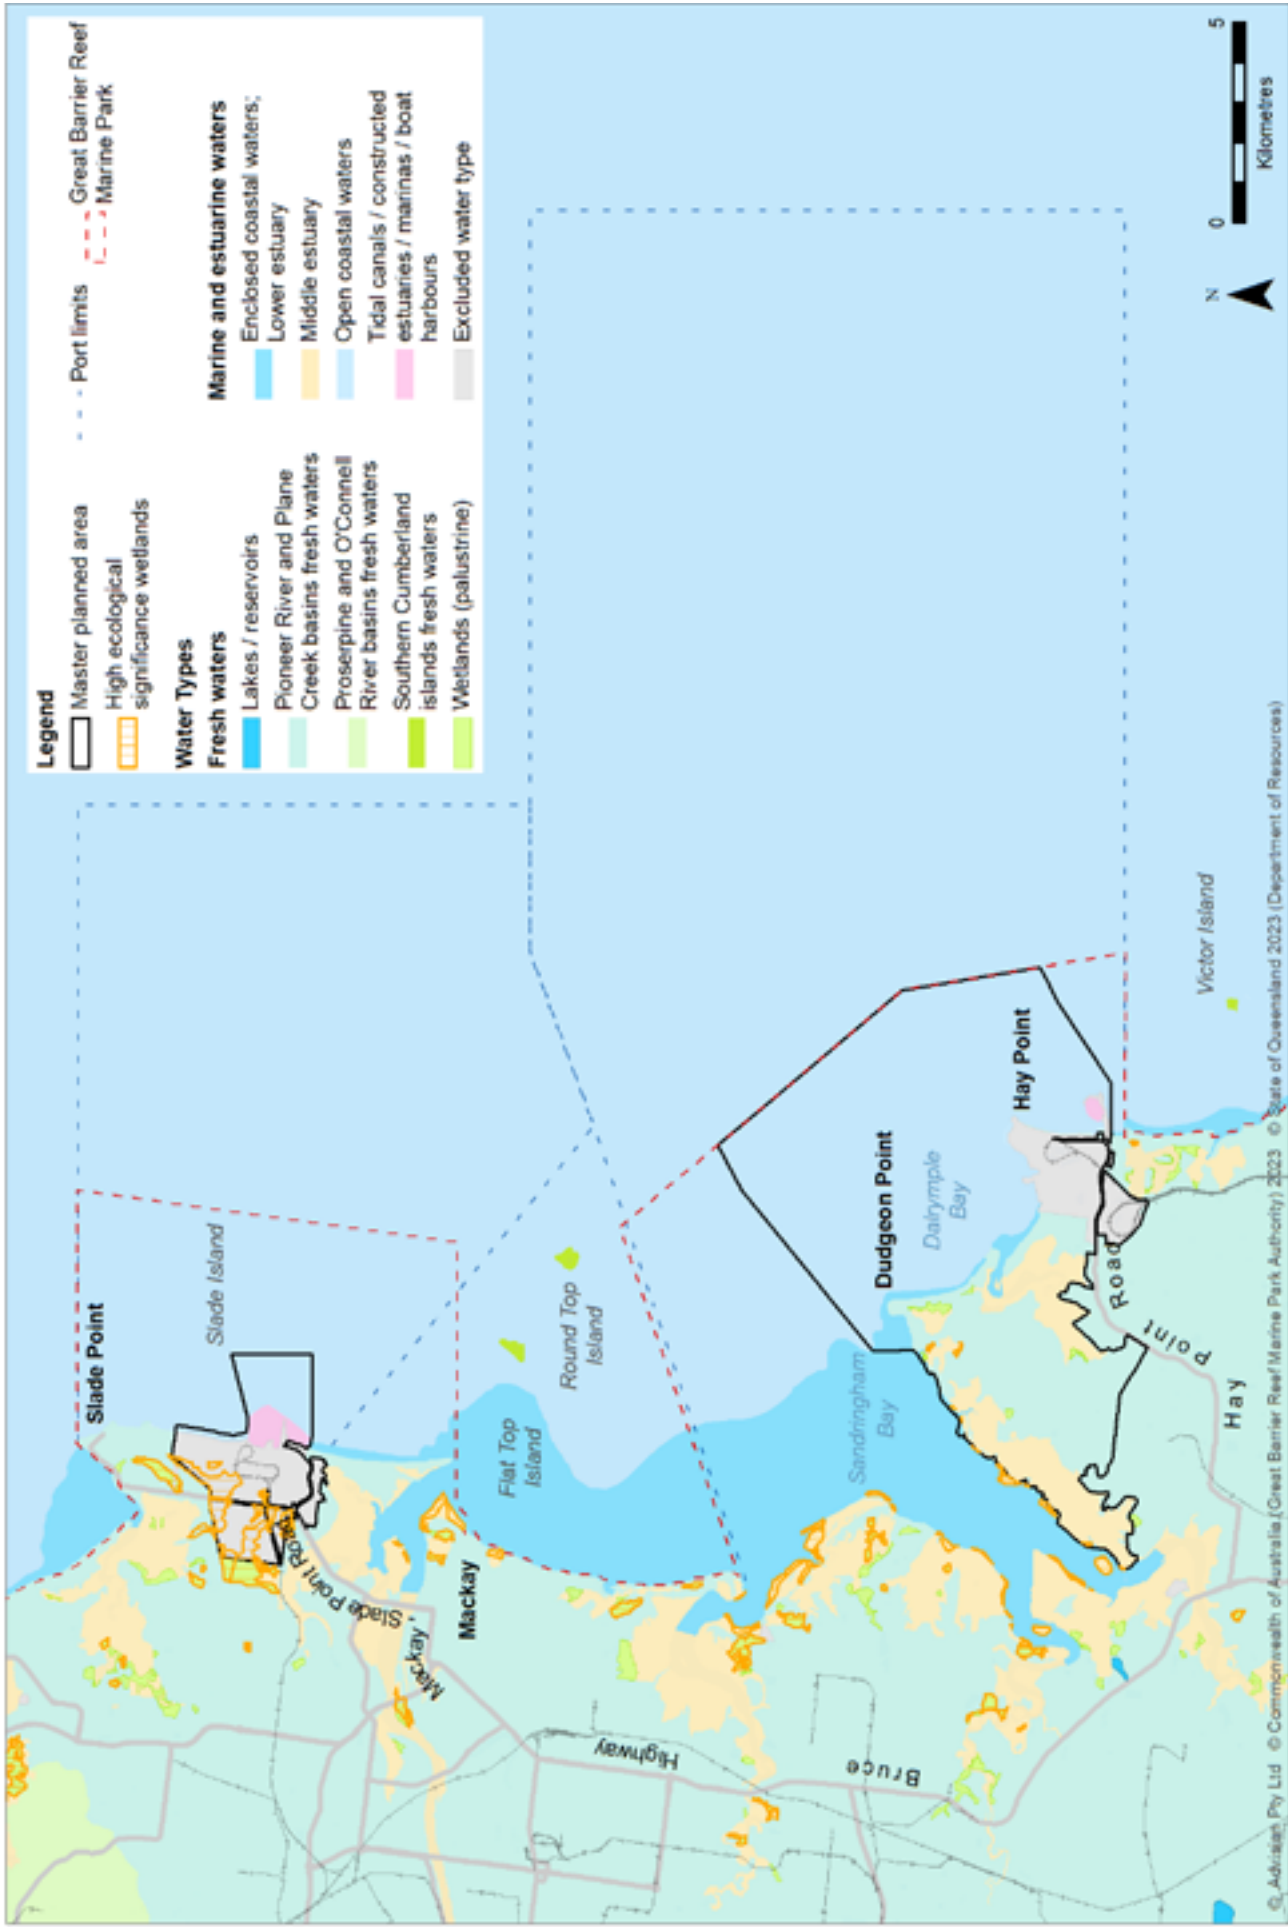 Legend
Master planned area
High ecological
significance wetlands
Port limits
Great Barrier Reef
Marine Park
Water Types
Fresh waters
Lakes / reservoirs
Pioneer River and Plane
Creek basins fresh waters
Proserpine and O'Connell
River basins fresh waters
Southern Cumberland
islands fresh waters
Wetlands (palustrine)
Marine and estuarine waters
Enclosed coastal waters;
Lower estuary
Middle estuary
Open coastal waters
Tidal canals / constructed
estuaries / marinas / boat
harbours
Excluded water type
Slade Point
Slade Island
Mackay - Slade Point Road
Mackay
Flat Top
Island
Round Top
Island
Bruce Highway
Sandringham
Bay
Dudgeon Point
Dalrymple
Bay
Hay Point
Hay Point Road
Victor Island
N
0 5
Kilometres
© Advisian Pty Ltd © Commonwealth of Australia (Great Barrier Reef Marine Park Authority) 2023 © State of Queensland 2023 (Department of Resources)